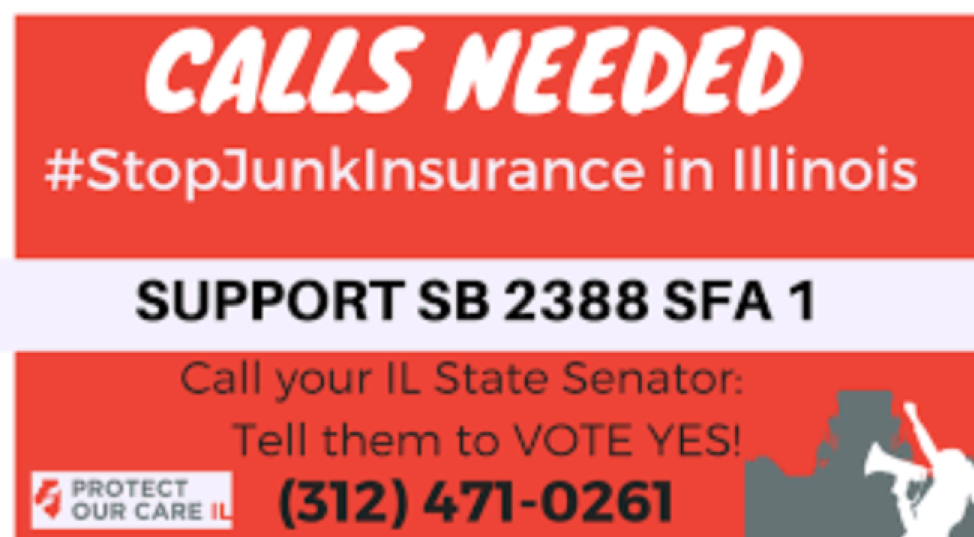 CALLS NEEDED
#StopJunkInsurance in Illinois
SUPPORT SB 2388 SFA 1
Call your IL State Senator:
Tell them to VOTE YES!
(312) 471-0261
PROTECT
OUR CARE IL